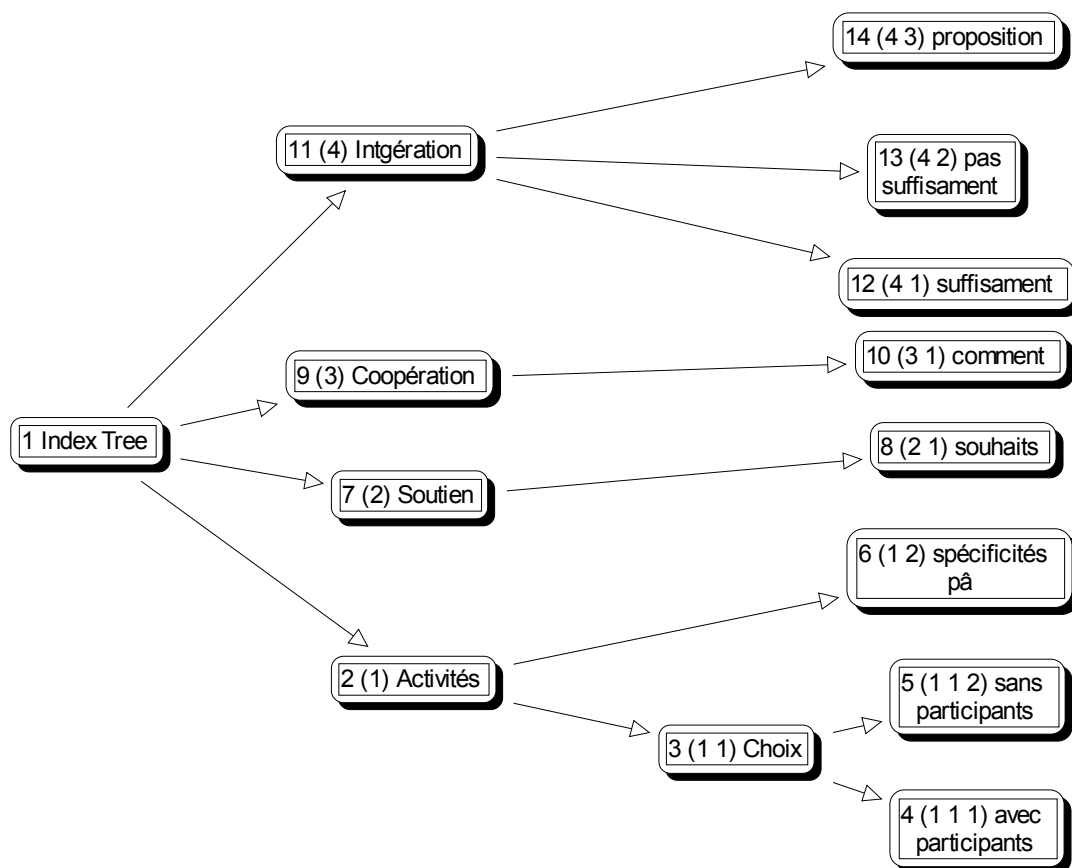 14 (4 3) proposition
11 (4) Intgération
13 (4 2) pas
suffisament
12 (4 1) suffisament
10 (3 1) comment
9 (3) Coopération
1 Index Tree
8 (2 1) souhaits
7 (2) Soutien
6 (1 2) spécificités
pâ
2 (1) Activités
5 (1 1 2) sans
participants
3 (1 1) Choix
4 (1 1 1) avec
participants